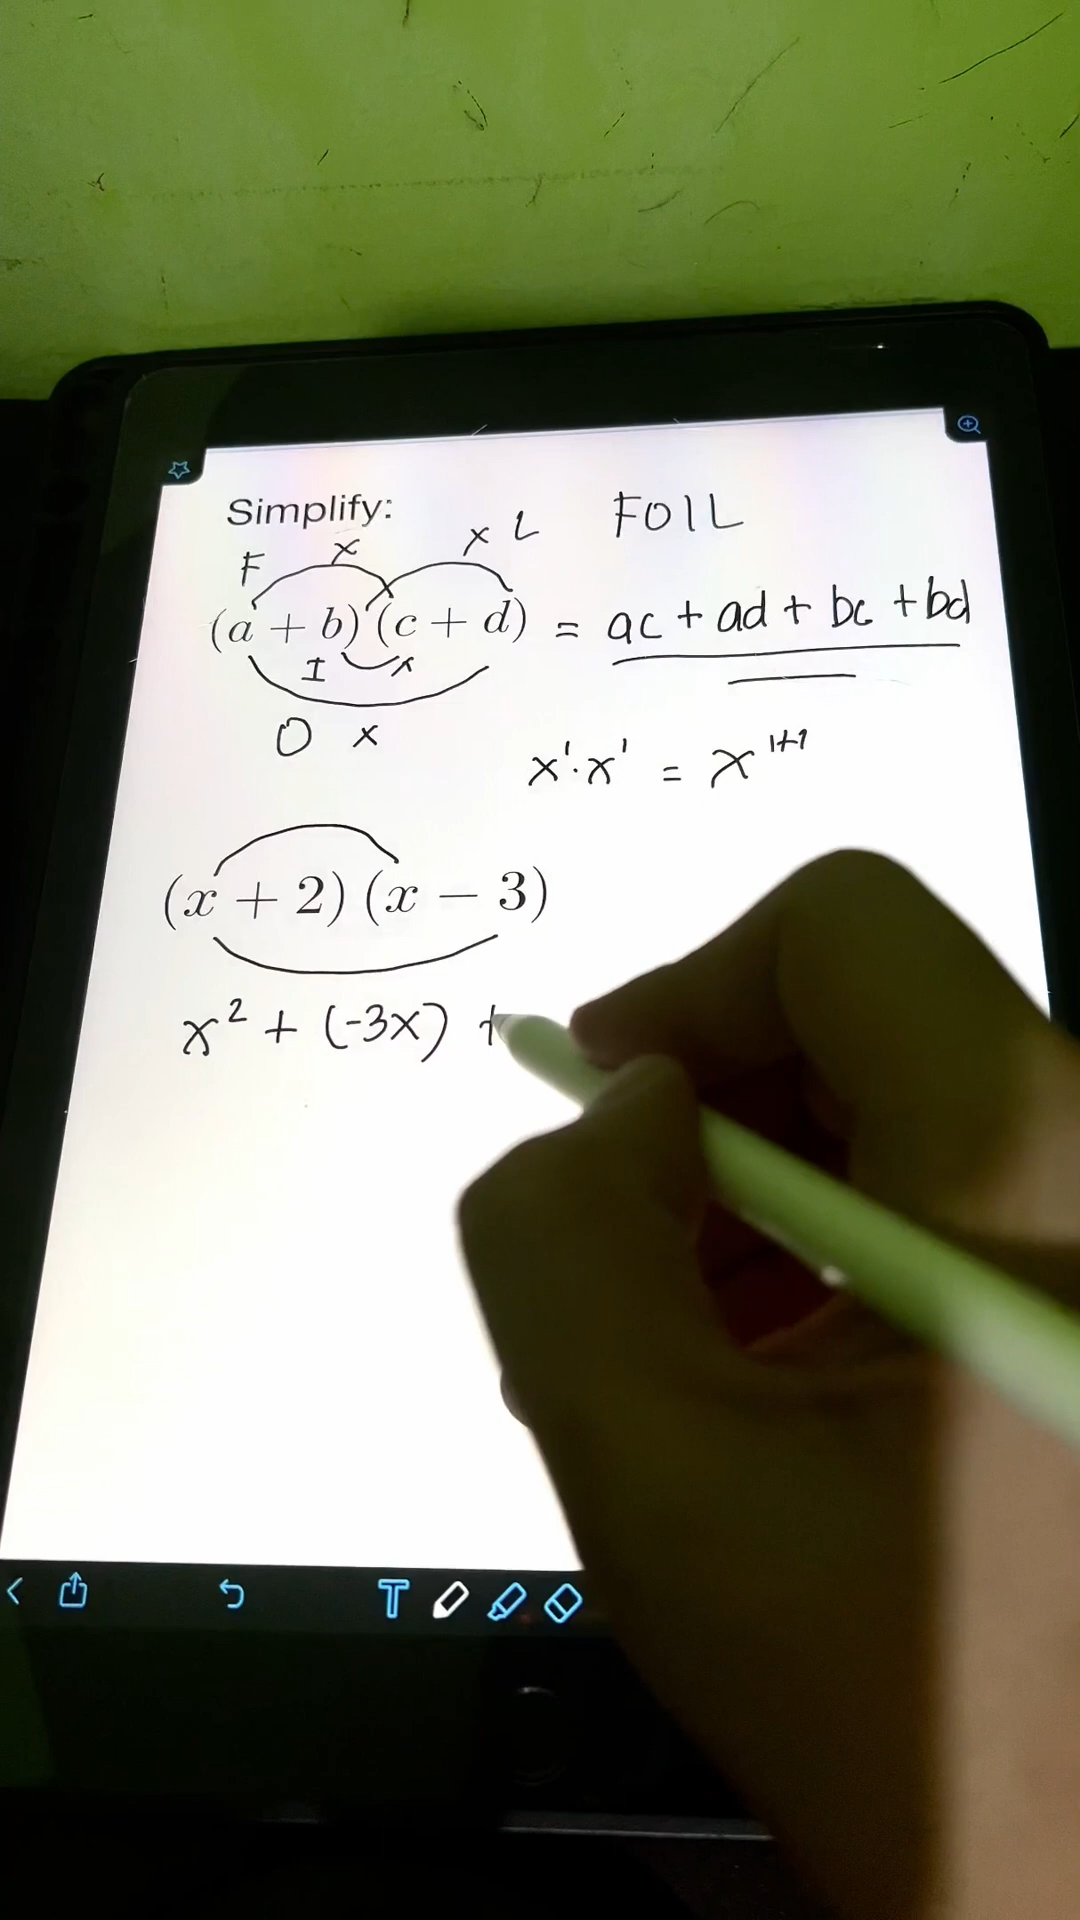 Simplify: FOIL
F x x L
(a + b)(c + d) = ac + ad + bc + bd
I x
O x
x¹·x¹ = x¹⁺¹
(x + 2)(x − 3)
x² + (-3x) +
T